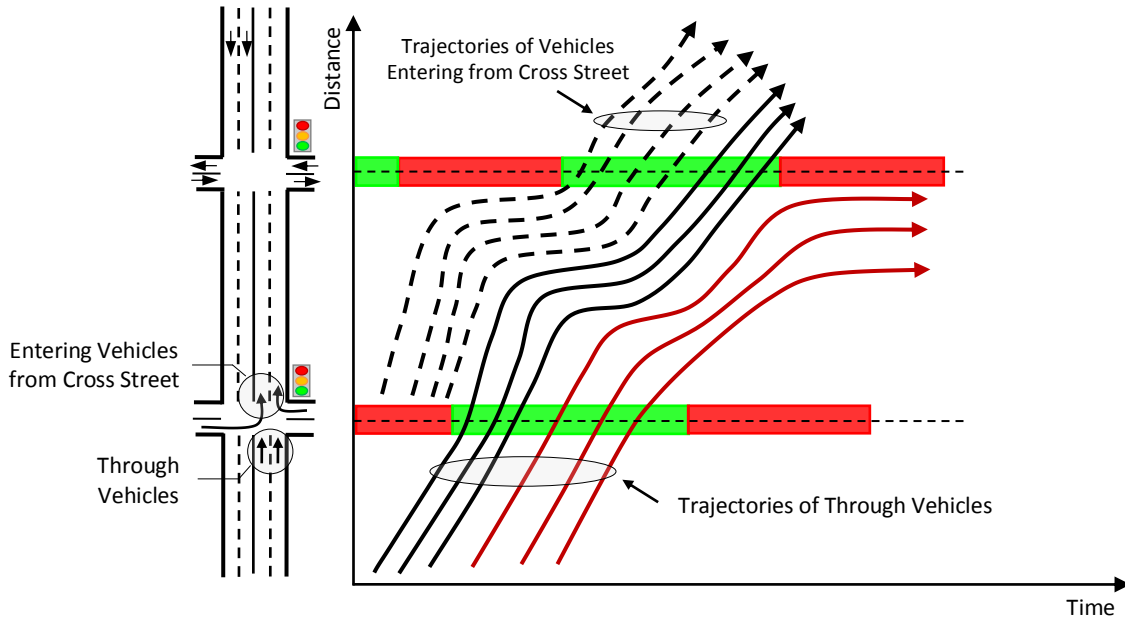 Trajectories of Vehicles
Entering from Cross Street
Distance
Entering Vehicles
from Cross Street
Through
Vehicles
Trajectories of Through Vehicles
Time